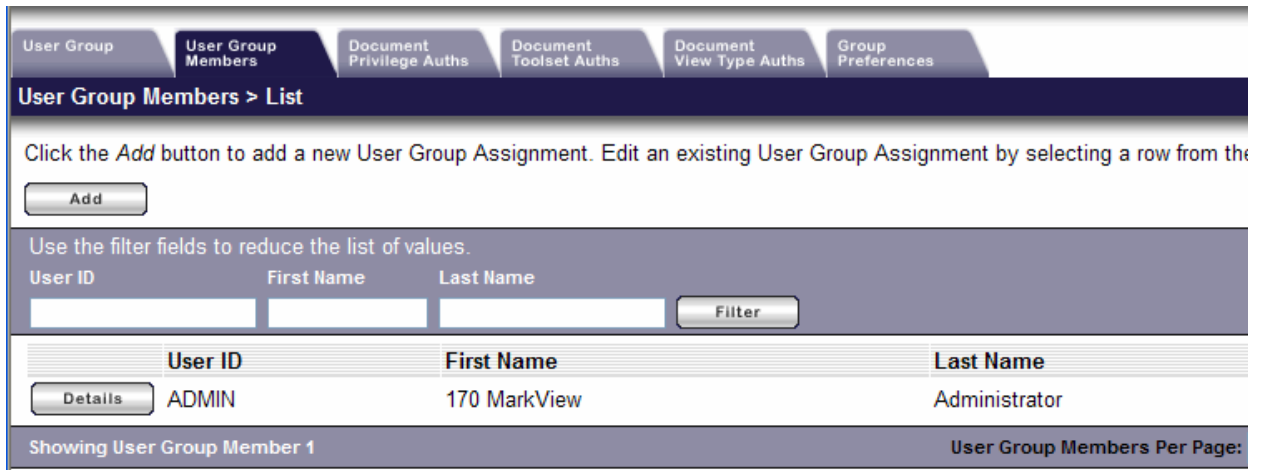 User Group
User Group Members
Document Privilege Auths
Document Toolset Auths
Document View Type Auths
Group Preferences
User Group Members > List
Click the Add button to add a new User Group Assignment. Edit an existing User Group Assignment by selecting a row from the
Add
Use the filter fields to reduce the list of values.
User ID First Name Last Name
Filter
User ID First Name Last Name
Details ADMIN 170 MarkView Administrator
Showing User Group Member 1 User Group Members Per Page: